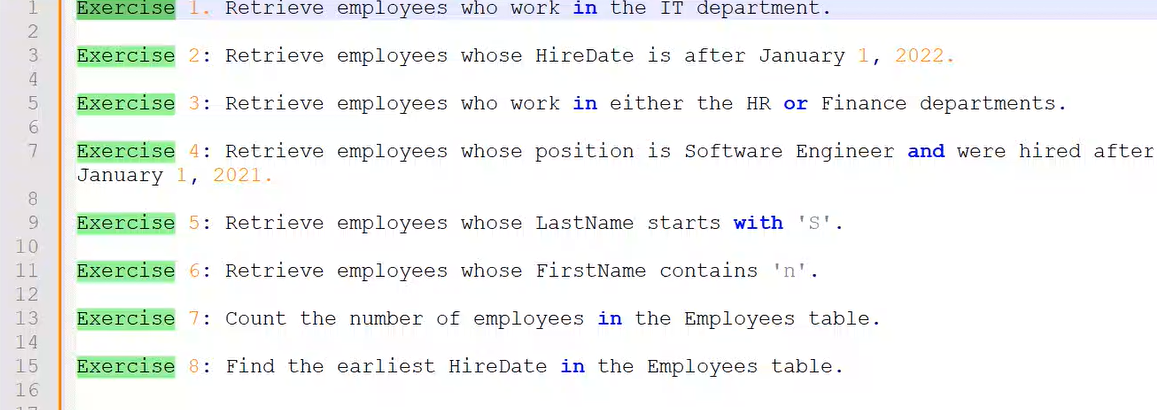 1 Exercise 1. Retrieve employees who work in the IT department.
2
3 Exercise 2: Retrieve employees whose HireDate is after January 1, 2022.
4
5 Exercise 3: Retrieve employees who work in either the HR or Finance departments.
6
7 Exercise 4: Retrieve employees whose position is Software Engineer and were hired after
January 1, 2021.
8
9 Exercise 5: Retrieve employees whose LastName starts with 'S'.
10
11 Exercise 6: Retrieve employees whose FirstName contains 'n'.
12
13 Exercise 7: Count the number of employees in the Employees table.
14
15 Exercise 8: Find the earliest HireDate in the Employees table.
16